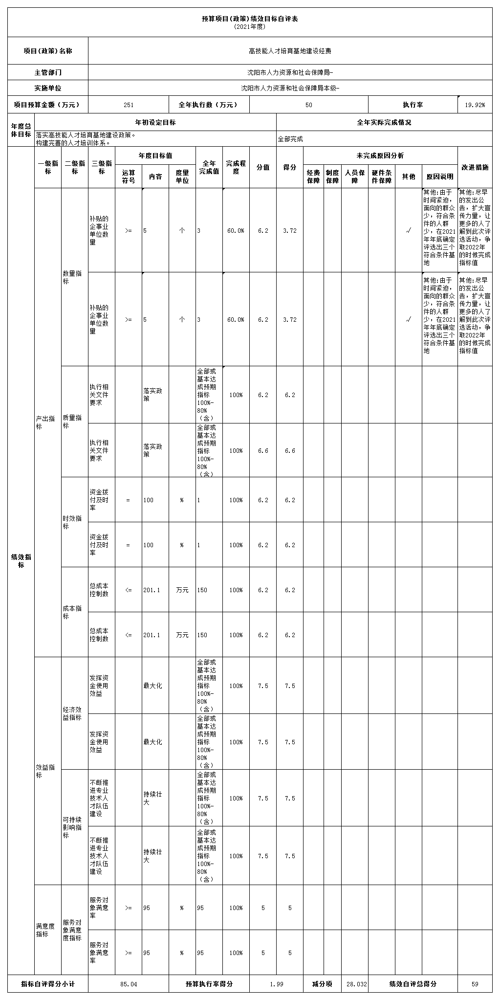 预算项目(政策)绩效目标自评表
(2021年度)
项目(政策)名称
高技能人才培育基地建设经费
主管部门
沈阳市人力资源和社会保障局-
实施单位
沈阳市人力资源和社会保障局本级-
项目预算金额（万元）
251
全年执行数（万元）
50
执行率
19.92%
年度总
体目标
年初设定目标
全年实际完成情况
落实高技能人才培育基地建设政策。
构建完善的人才培训体系。
全部完成
绩效指
标
一级指
标
二级指
标
三级指
标
年度目标值
运算
符号
内容
度量
单位
全年
完成值
完成程
度
分值
得分
未完成原因分析
经费
保障
制度
保障
人员保
障
硬件条
件保障
其他
原因说明
改进措施
产出指
标
数量指
标
补贴的
企事业
单位数
量
>=
5
个
3
60.0%
6.2
3.72
√
其他:由于
时间紧迫，
面向的群众
少，符合条
件的人群
少，在2021
年年底确定
评选出三个
符合条件基
地
其他:尽早
的发出公
告，扩大宣
传力量，让
更多的人了
解到此次评
选活动，争
取2022年
的时候完成
指标值
补贴的
企事业
单位数
量
>=
5
个
3
60.0%
6.2
3.72
√
其他:由于
时间紧迫，
面向的群众
少，符合条
件的人群
少，在2021
年年底确定
评选出三个
符合条件基
地
其他:尽早
的发出公
告，扩大宣
传力量，让
更多的人了
解到此次评
选活动，争
取2022年
的时候完成
指标值
质量指
标
执行相
关文件
要求
落实政
策
全部或
基本达
成预期
指标
100%-
80%
（含）
100%
6.2
6.2
执行相
关文件
要求
落实政
策
全部或
基本达
成预期
指标
100%-
80%
（含）
100%
6.6
6.6
时效指
标
资金拨
付及时
率
=
100
%
1
100%
6.2
6.2
资金拨
付及时
率
=
100
%
1
100%
6.2
6.2
成本指
标
总成本
控制数
<=
201.1
万元
150
100%
6.2
6.2
总成本
控制数
<=
201.1
万元
150
100%
6.2
6.2
效益指
标
经济效
益指标
发挥资
金使用
效益
最大化
全部或
基本达
成预期
指标
100%-
80%
（含）
100%
7.5
7.5
发挥资
金使用
效益
最大化
全部或
基本达
成预期
指标
100%-
80%
（含）
100%
7.5
7.5
可持续
影响指
标
不断推
进专业
技术人
才队伍
建设
持续壮
大
全部或
基本达
成预期
指标
100%-
80%
（含）
100%
7.5
7.5
不断推
进专业
技术人
才队伍
建设
持续壮
大
全部或
基本达
成预期
指标
100%-
80%
（含）
100%
7.5
7.5
满意度
指标
服务对
象满意
度指标
服务对
象满意
率
>=
95
%
95
100%
5
5
服务对
象满意
率
>=
95
%
95
100%
5
5
指标自评得分小计
85.04
预算执行率得分
1.99
减分项
28.032
绩效自评总得分
59